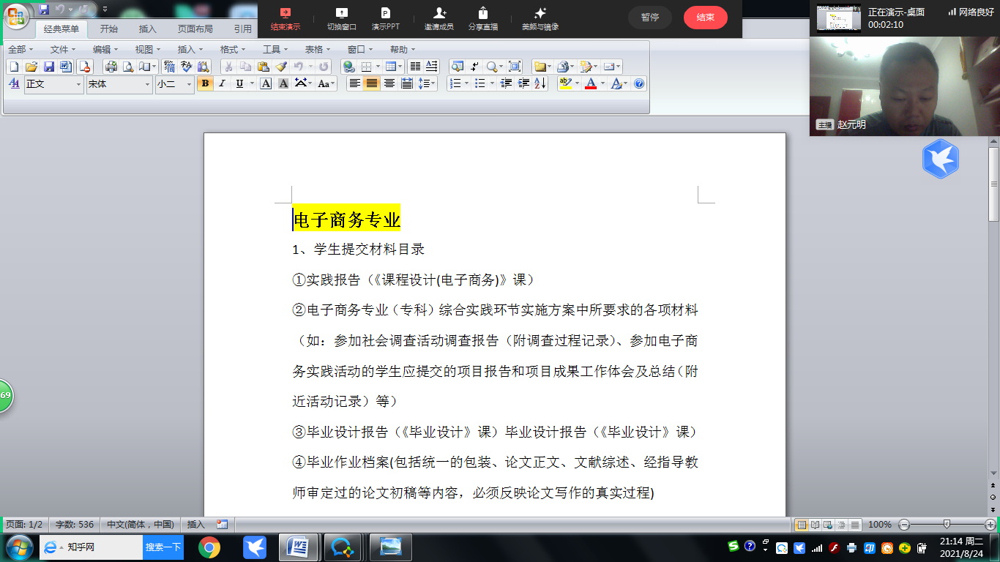 结束演示 切换窗口 演示PPT 邀请成员 分享直播 美颜与镜像 暂停 结束
正在演示-桌面 网络良好
00:02:10
经典菜单 开始 插入 页面布局 引用
全部 文件 编辑 视图 插入 格式 工具 表格 窗口 帮助
正文 宋体 小二
主播 赵元明
电子商务专业
1、学生提交材料目录
①实践报告（《课程设计(电子商务)》课）
②电子商务专业（专科）综合实践环节实施方案中所要求的各项材料
（如：参加社会调查活动调查报告（附调查过程记录）、参加电子商
务实践活动的学生应提交的项目报告和项目成果工作体会及总结（附
近活动记录）等）
③毕业设计报告（《毕业设计》课）毕业设计报告（《毕业设计》课）
④毕业作业档案(包括统一的包装、论文正文、文献综述、经指导教
师审定过的论文初稿等内容，必须反映论文写作的真实过程)
69
页面: 1/2 字数: 536 中文(简体，中国) 插入 100%
知乎网 搜索一下
21:14 周二
2021/8/24